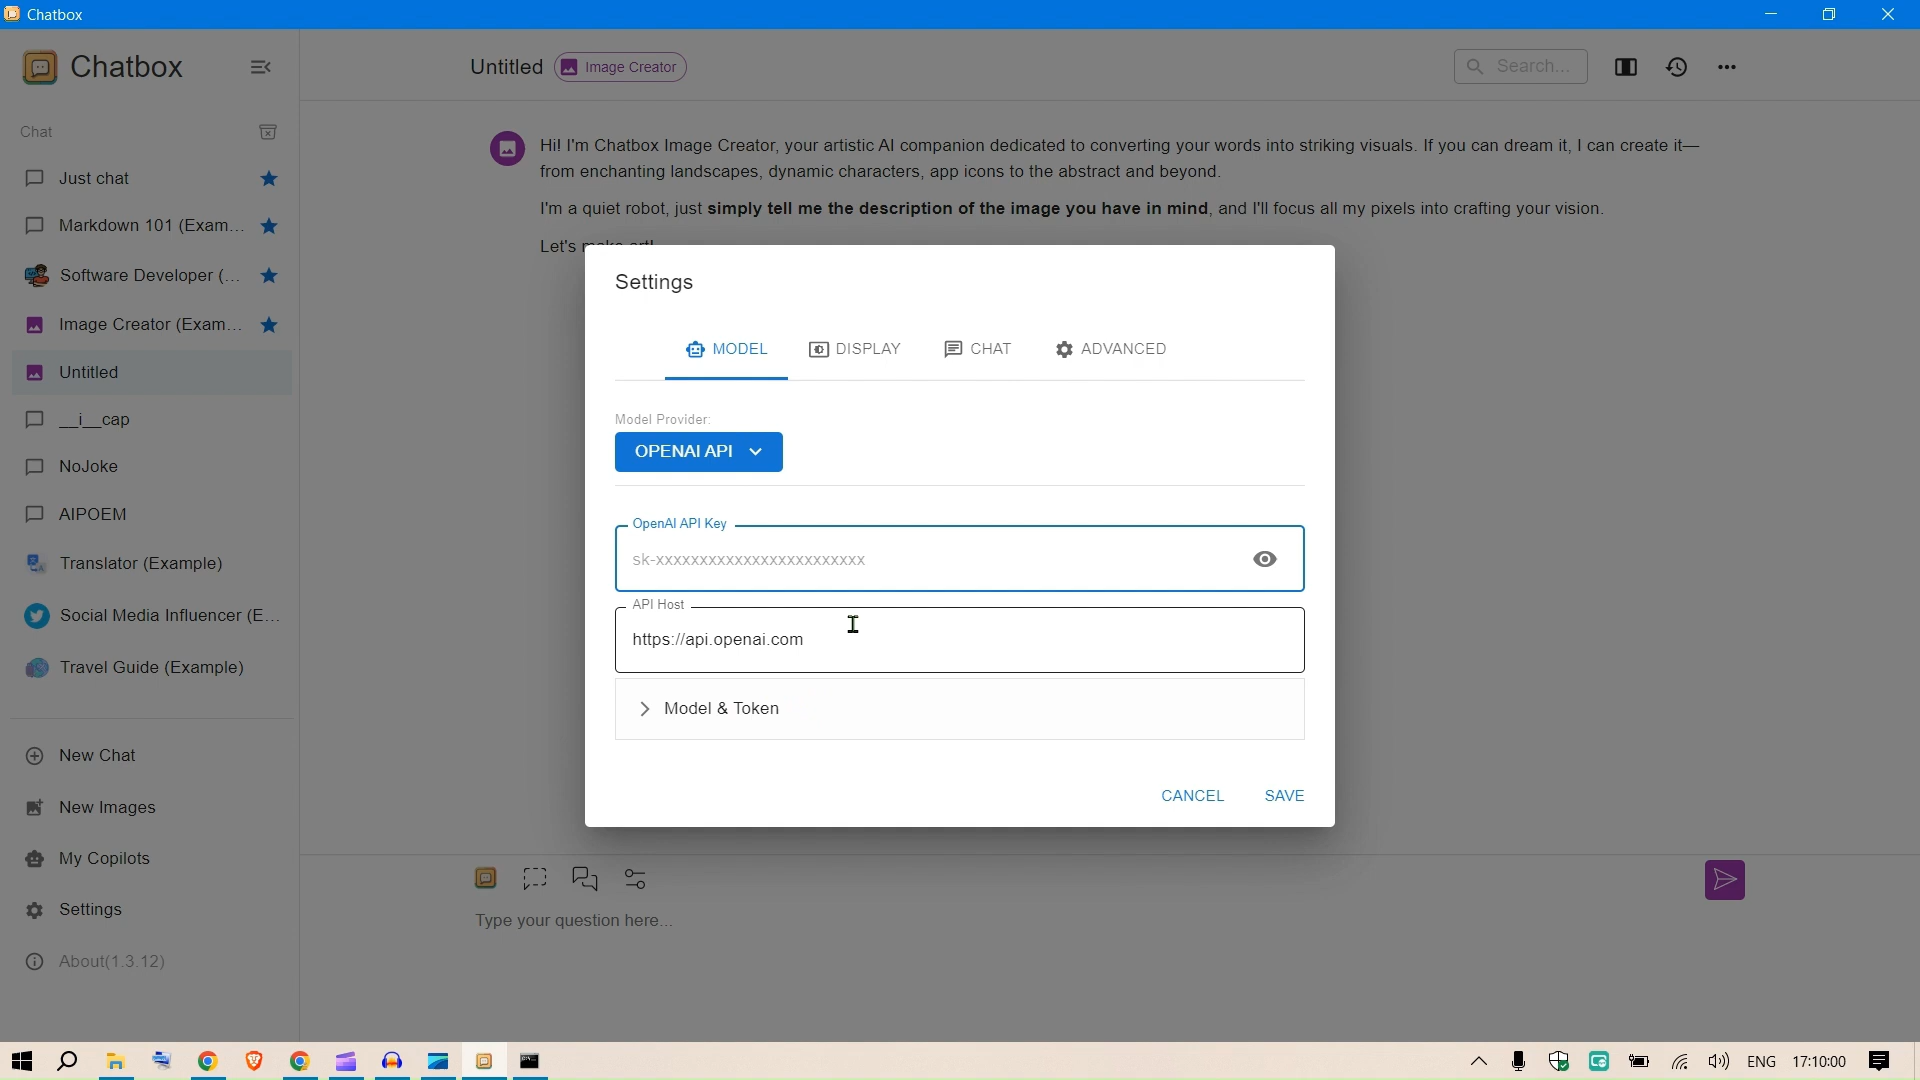 Chatbox
Chatbox
Untitled
Image Creator
Search...
Chat
Just chat
Markdown 101 (Exam...
Software Developer (...
Image Creator (Exam...
Untitled
__i__cap
NoJoke
AIPOEM
Translator (Example)
Social Media Influencer (E...
Travel Guide (Example)
New Chat
New Images
My Copilots
Settings
About(1.3.12)
Hi! I'm Chatbox Image Creator, your artistic AI companion dedicated to converting your words into striking visuals. If you can dream it, I can create it—
from enchanting landscapes, dynamic characters, app icons to the abstract and beyond.
I'm a quiet robot, just simply tell me the description of the image you have in mind, and I'll focus all my pixels into crafting your vision.
Let's make art!
Settings
MODEL
DISPLAY
CHAT
ADVANCED
Model Provider:
OPENAI API
OpenAI API Key
sk-xxxxxxxxxxxxxxxxxxxxxxxx
API Host
https://api.openai.com
Model & Token
CANCEL
SAVE
Type your question here...
ENG
17:10:00